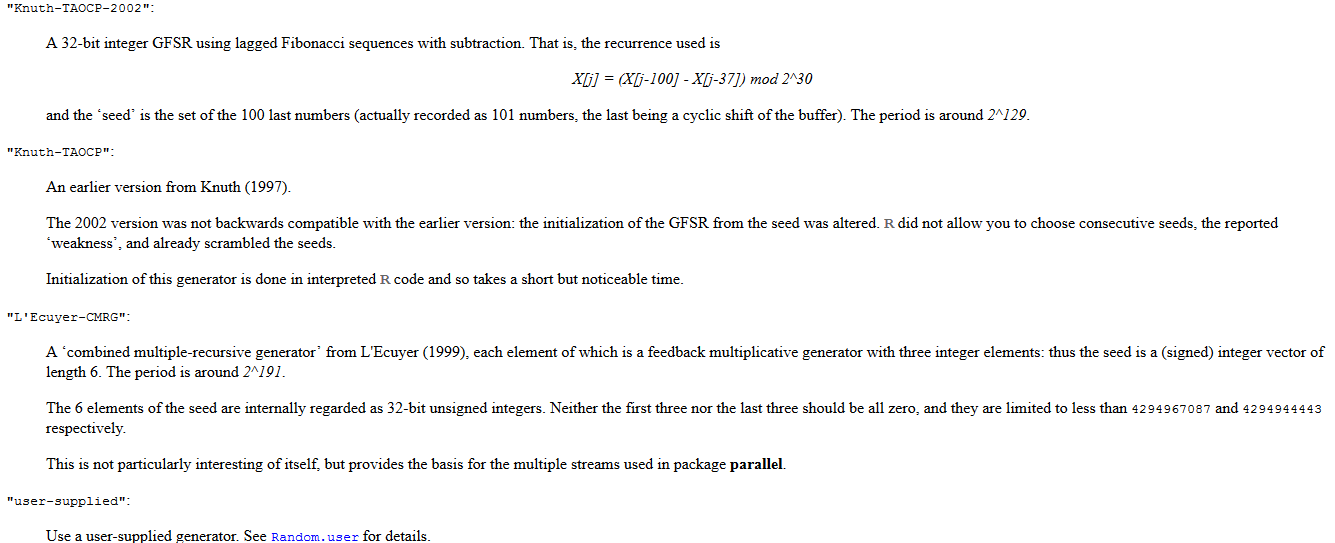 "Knuth-TAOCP-2002":
A 32-bit integer GFSR using lagged Fibonacci sequences with subtraction. That is, the recurrence used is
X[j] = (X[j-100] - X[j-37]) mod 2^30
and the ‘seed’ is the set of the 100 last numbers (actually recorded as 101 numbers, the last being a cyclic shift of the buffer). The period is around 2^129.
"Knuth-TAOCP":
An earlier version from Knuth (1997).
The 2002 version was not backwards compatible with the earlier version: the initialization of the GFSR from the seed was altered. R did not allow you to choose consecutive seeds, the reported
‘weakness’, and already scrambled the seeds.
Initialization of this generator is done in interpreted R code and so takes a short but noticeable time.
"L'Ecuyer-CMRG":
A ‘combined multiple-recursive generator’ from L'Ecuyer (1999), each element of which is a feedback multiplicative generator with three integer elements: thus the seed is a (signed) integer vector of
length 6. The period is around 2^191.
The 6 elements of the seed are internally regarded as 32-bit unsigned integers. Neither the first three nor the last three should be all zero, and they are limited to less than 4294967087 and 4294944443
respectively.
This is not particularly interesting of itself, but provides the basis for the multiple streams used in package parallel.
"user-supplied":
Use a user-supplied generator. See Random.user for details.